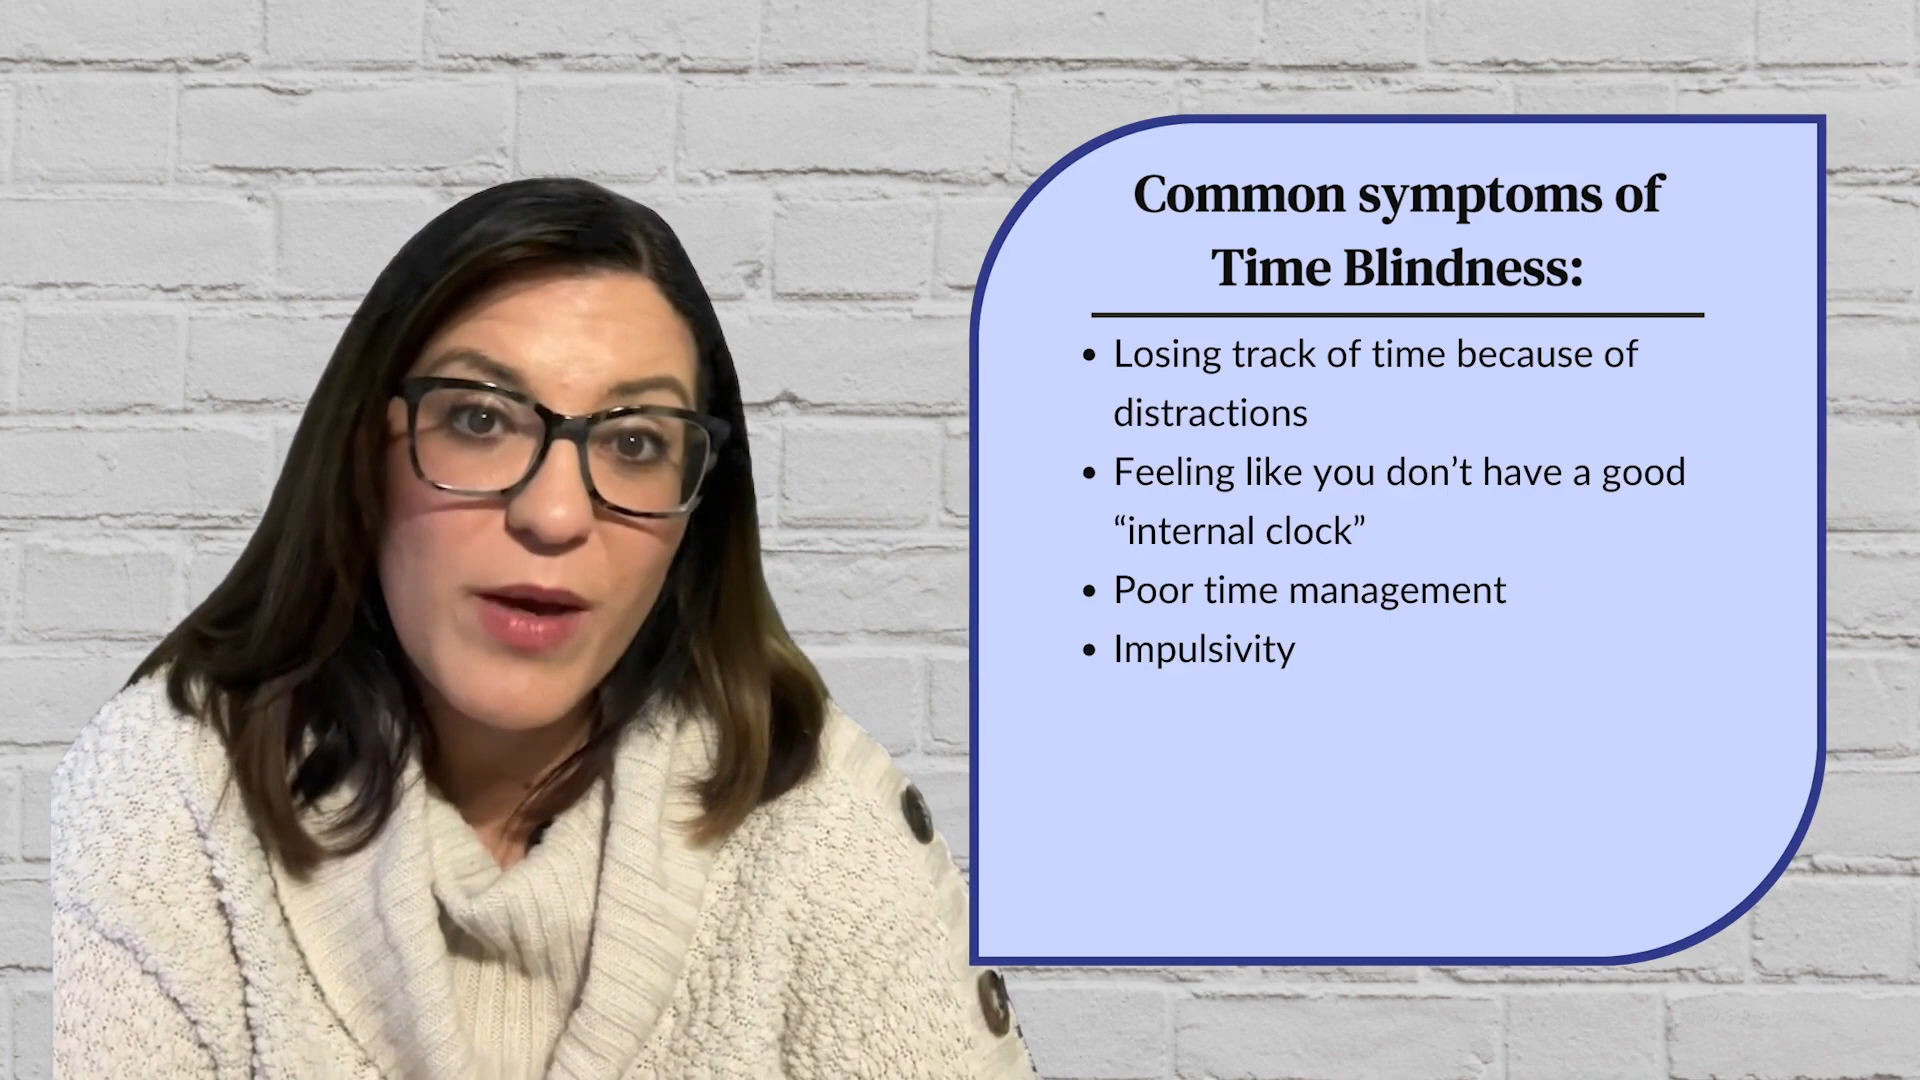 Common symptoms of
Time Blindness:
• Losing track of time because of
distractions
• Feeling like you don’t have a good
“internal clock”
• Poor time management
• Impulsivity